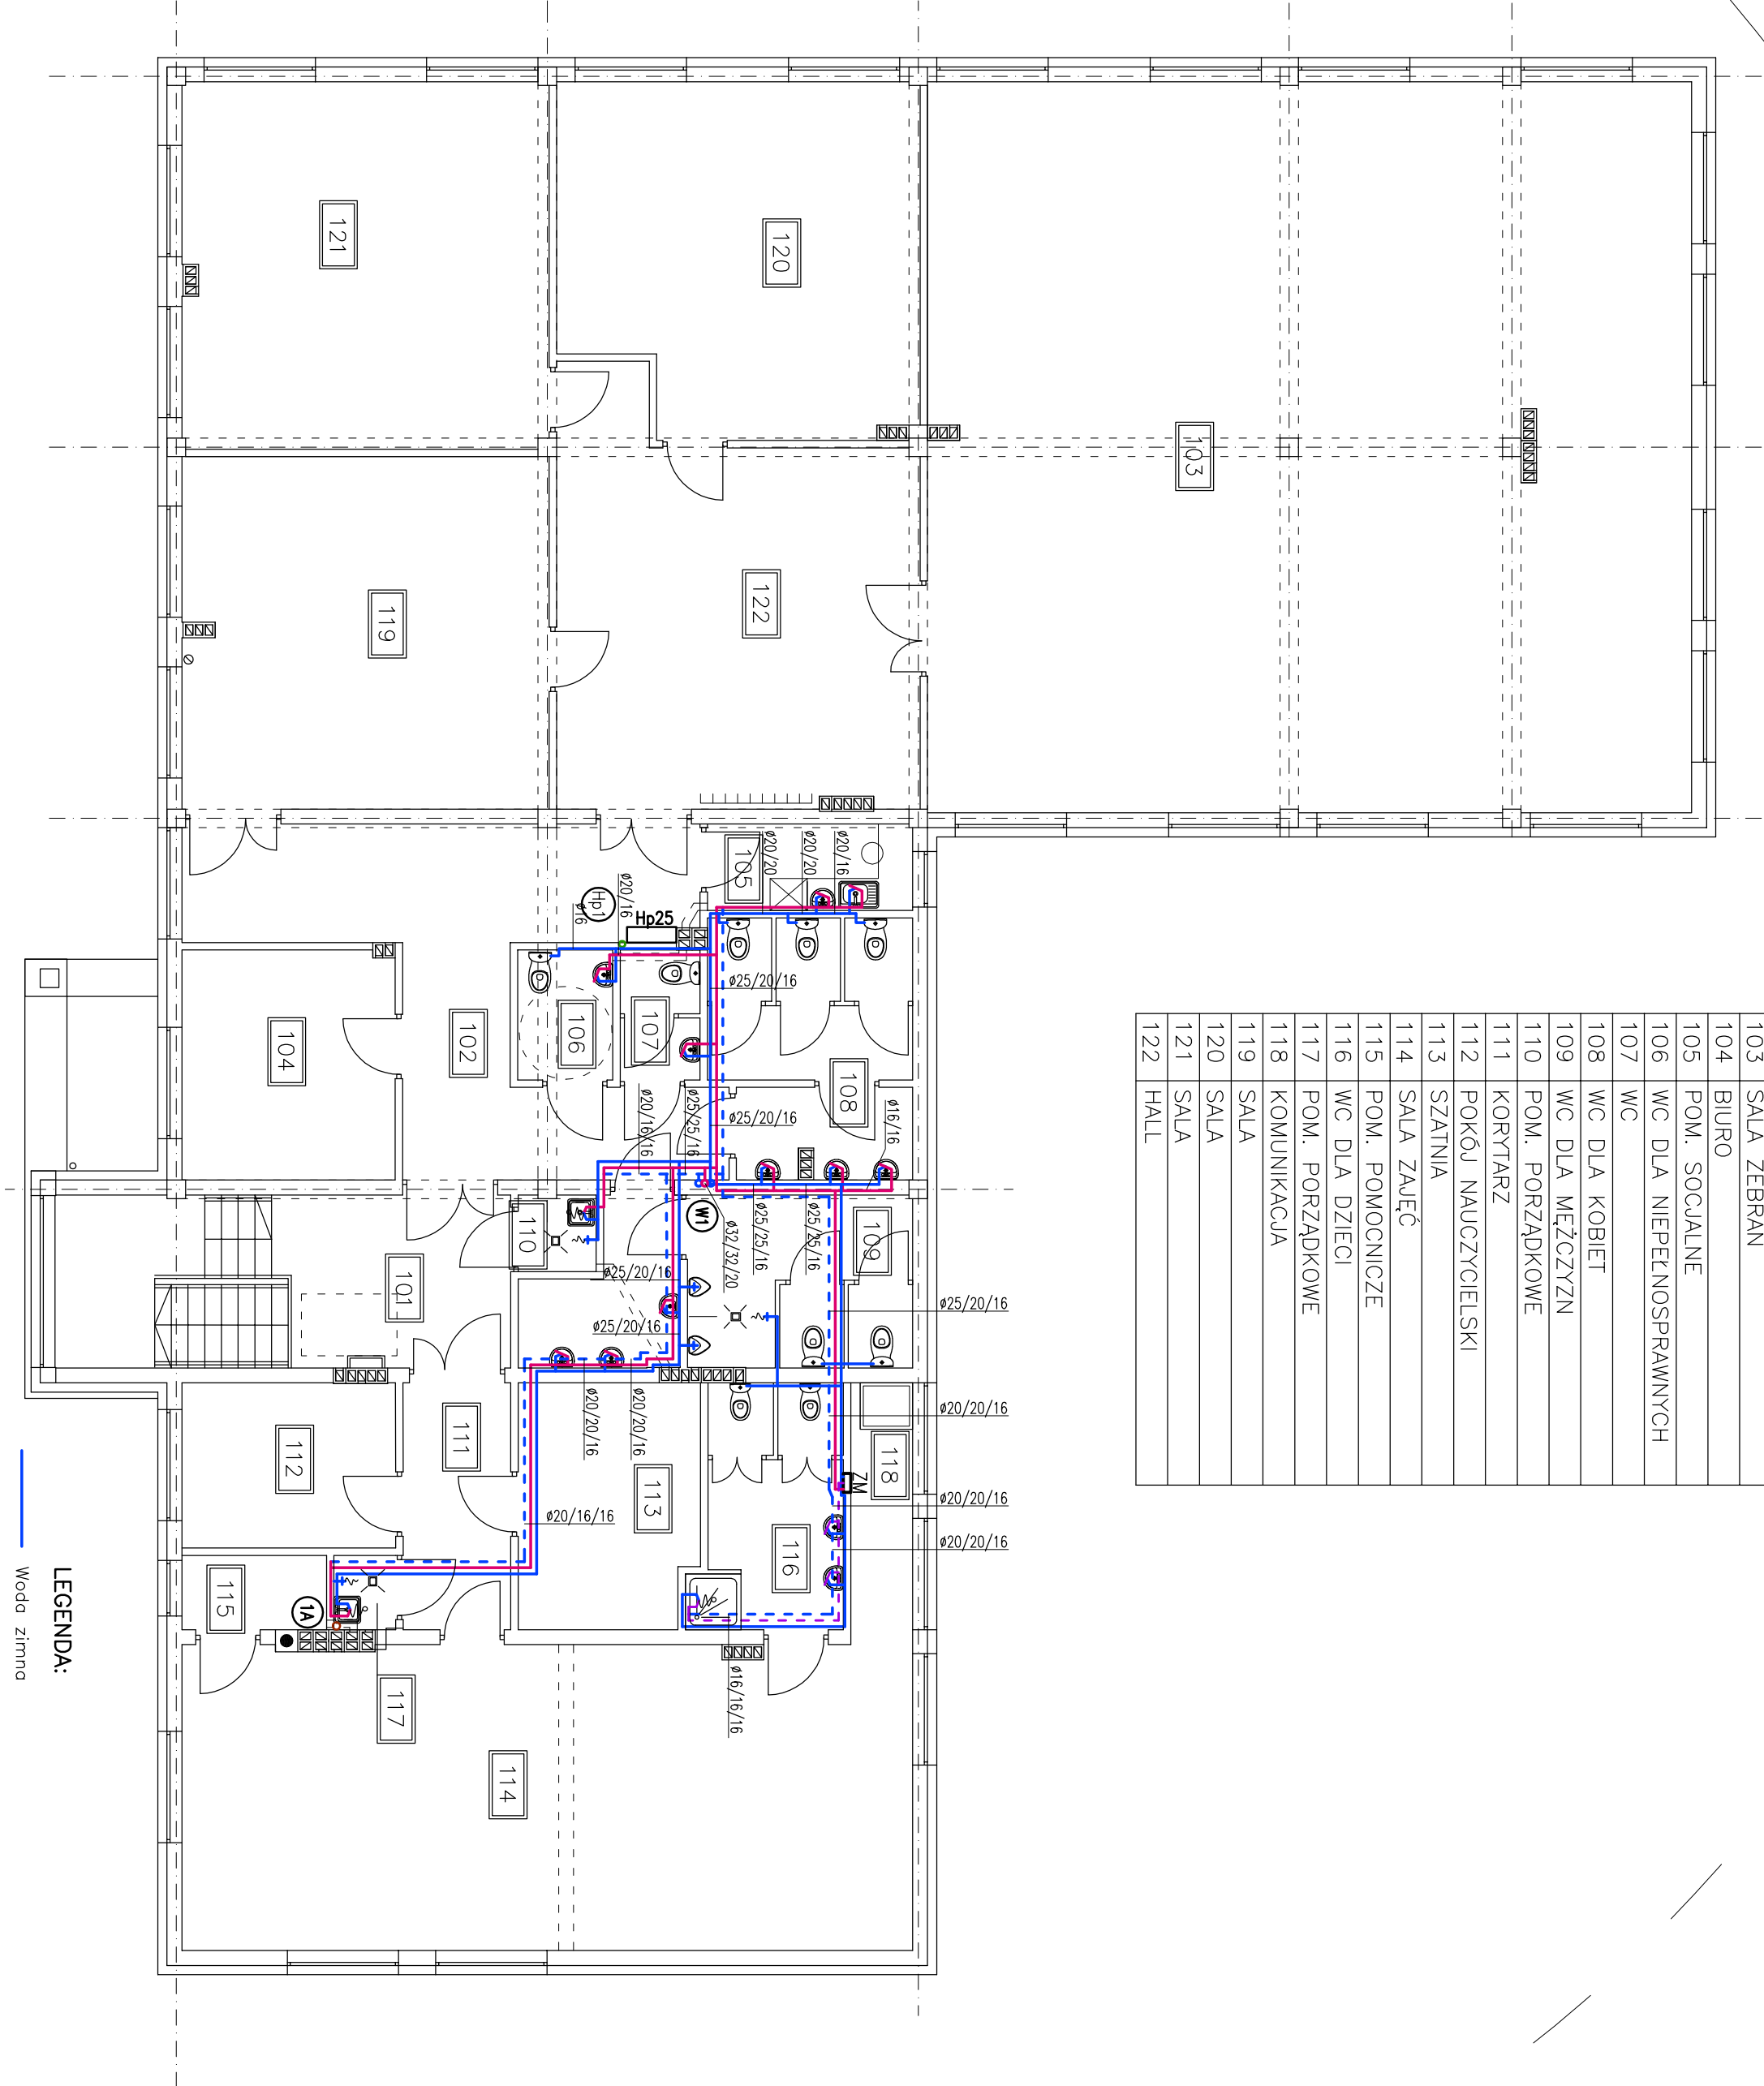 103 SALA ZEBRAN
104 BIURO
105 POM. SOCJALNE
106 WC DLA NIEPEŁNOSPRAWNYCH
107 WC
108 WC DLA KOBIET
109 WC DLA MĘŻCZYZN
110 POM. PORZĄDKOWE
111 KORYTARZ
112 POKÓJ NAUCZYCIELSKI
113 SZATNIA
114 SALA ZAJĘĆ
115 POM. POMOCNICZE
116 WC DLA DZIECI
117 POM. PORZĄDKOWE
118 KOMUNIKACJA
119 SALA
120 SALA
121 SALA
122 HALL
121
120
103
119
122
105
ø20/20
ø20/20
ø20/16
ø20/16
Hp1
ø16
Hp25
ø25/20/16
104
102
106
107
108
ø20/16/16
ø25/25/16
ø25/20/16
ø16/16
110
W1
ø32/32/20
ø25/25/16
ø25/25/16
109
101
ø25/20/16
ø25/20/16
ø25/20/16
ø20/20/16
ø20/20/16
ø20/20/16
112
111
113
118
ZM
ø20/20/16
ø20/16/16
ø20/20/16
116
115
1A
ø16/16/16
117
114
LEGENDA:
Woda zimna